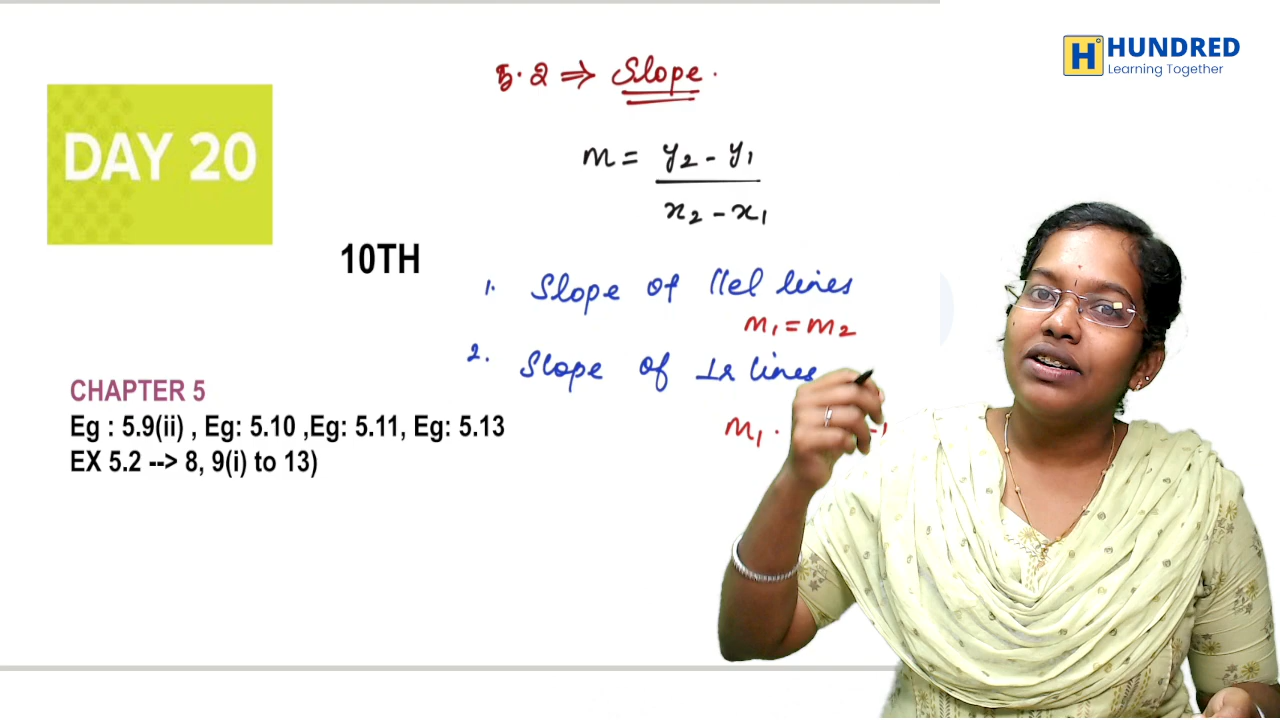 HUNDRED
Learning Together
5.2 ⇒ Slope.
DAY 20
m = y₂ - y₁
x₂ - x₁
10TH
1. Slope of llel lines
m₁ = m₂
2. Slope of ⊥r lines
m₁ . -1
CHAPTER 5
Eg : 5.9(ii) , Eg: 5.10 ,Eg: 5.11, Eg: 5.13
EX 5.2 --> 8, 9(i) to 13)